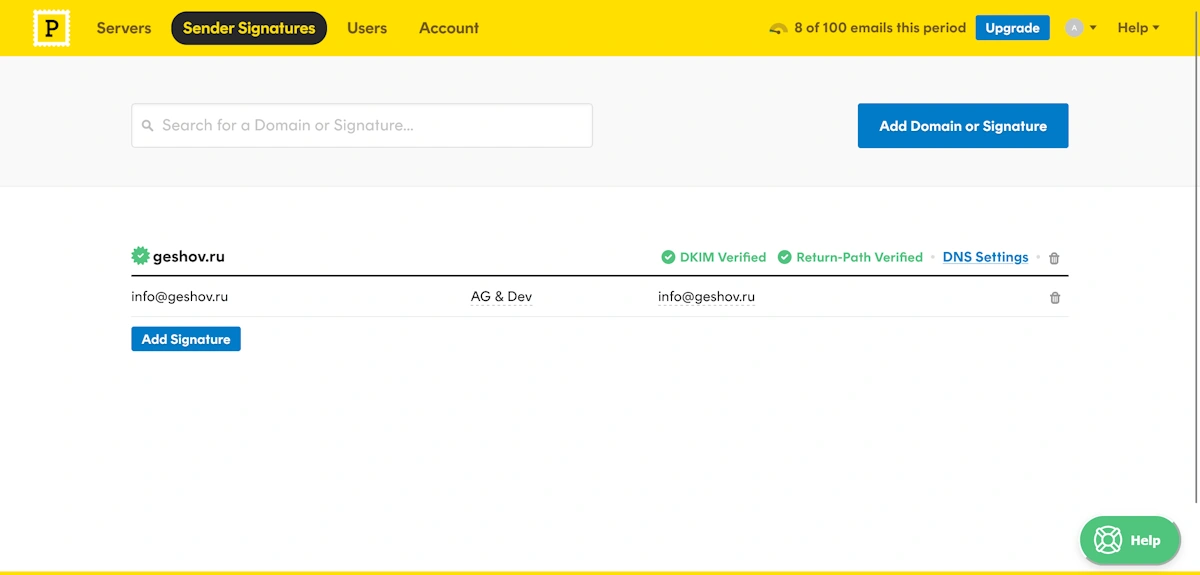 P Servers Sender Signatures Users Account 8 of 100 emails this period Upgrade A Help
Search for a Domain or Signature... Add Domain or Signature
geshov.ru DKIM Verified Return-Path Verified • DNS Settings •
info@geshov.ru AG & Dev info@geshov.ru
Add Signature
Help